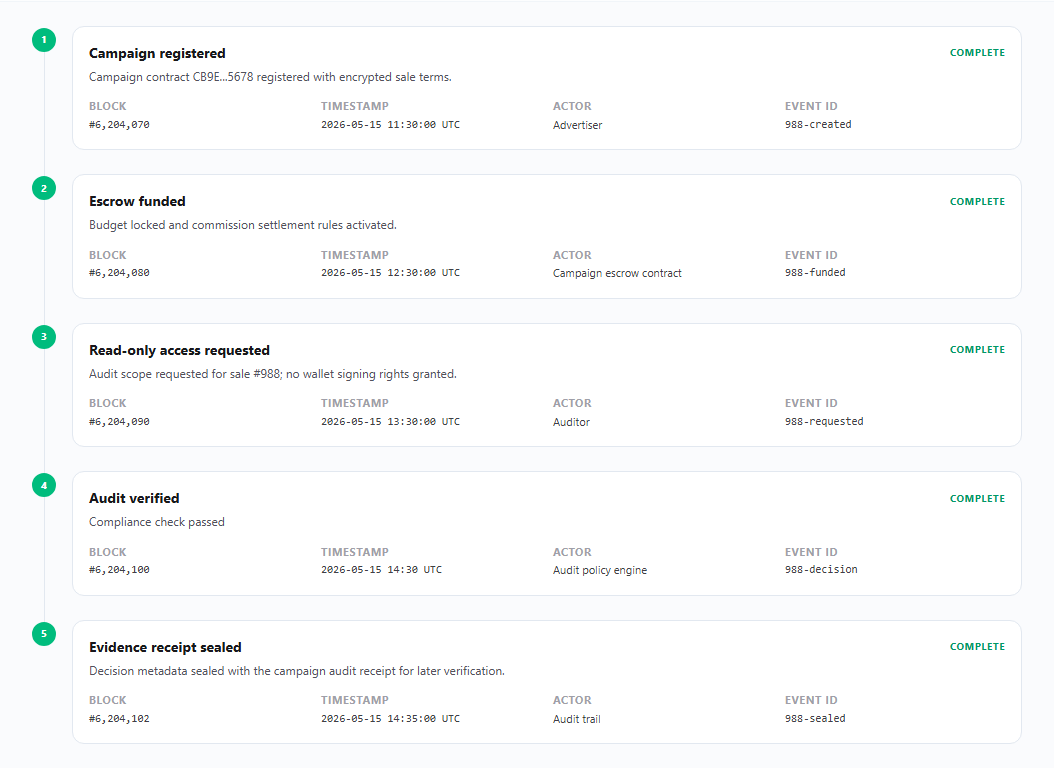 1
Campaign registered
COMPLETE
Campaign contract CB9E...5678 registered with encrypted sale terms.
BLOCK TIMESTAMP ACTOR EVENT ID
#6,204,070 2026-05-15 11:30:00 UTC Advertiser 988-created
2
Escrow funded
COMPLETE
Budget locked and commission settlement rules activated.
BLOCK TIMESTAMP ACTOR EVENT ID
#6,204,080 2026-05-15 12:30:00 UTC Campaign escrow contract 988-funded
3
Read-only access requested
COMPLETE
Audit scope requested for sale #988; no wallet signing rights granted.
BLOCK TIMESTAMP ACTOR EVENT ID
#6,204,090 2026-05-15 13:30:00 UTC Auditor 988-requested
4
Audit verified
COMPLETE
Compliance check passed
BLOCK TIMESTAMP ACTOR EVENT ID
#6,204,100 2026-05-15 14:30 UTC Audit policy engine 988-decision
5
Evidence receipt sealed
COMPLETE
Decision metadata sealed with the campaign audit receipt for later verification.
BLOCK TIMESTAMP ACTOR EVENT ID
#6,204,102 2026-05-15 14:35:00 UTC Audit trail 988-sealed